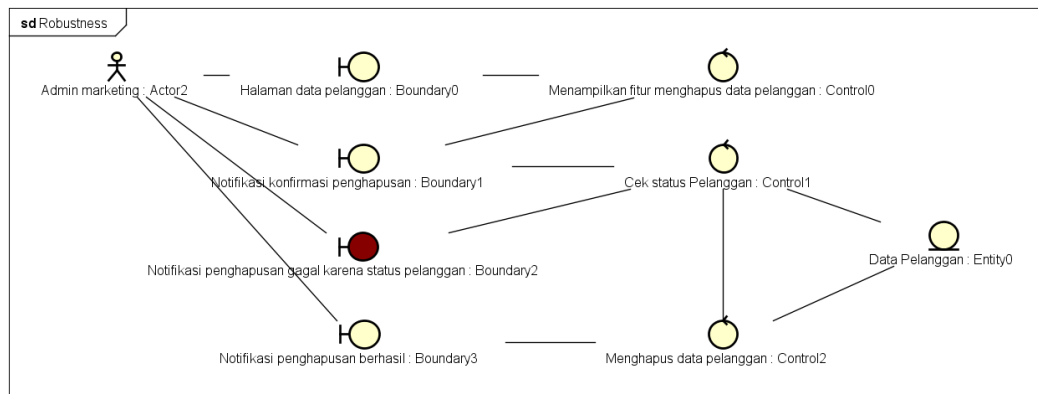 sd Robustness
Admin marketing : Actor2
Halaman data pelanggan : Boundary0
Menampilkan fitur menghapus data pelanggan : Control0
Notifikasi konfirmasi penghapusan : Boundary1
Cek status Pelanggan : Control1
Notifikasi penghapusan gagal karena status pelanggan : Boundary2
Data Pelanggan : Entity0
Notifikasi penghapusan berhasil : Boundary3
Menghapus data pelanggan : Control2